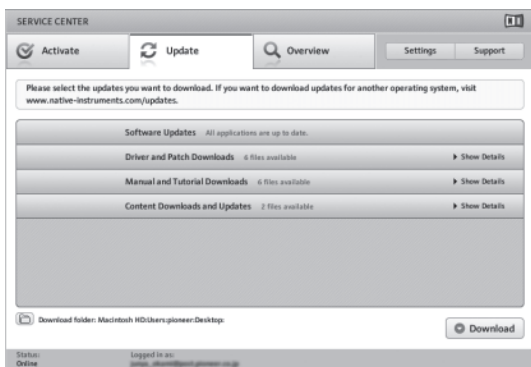 SERVICE CENTER
Activate Update Overview Settings Support
Please select the updates you want to download. If you want to download updates for another operating system, visit
www.native-instruments.com/updates.
Software Updates All applications are up to date.
Driver and Patch Downloads 4 files available Show Details
Manual and Tutorial Downloads 6 files available Show Details
Content Downloads and Updates 2 files available Show Details
Download folder: Macintosh HD:Users:pioneer:Desktop:
Download
Status: Logged in as:
Online